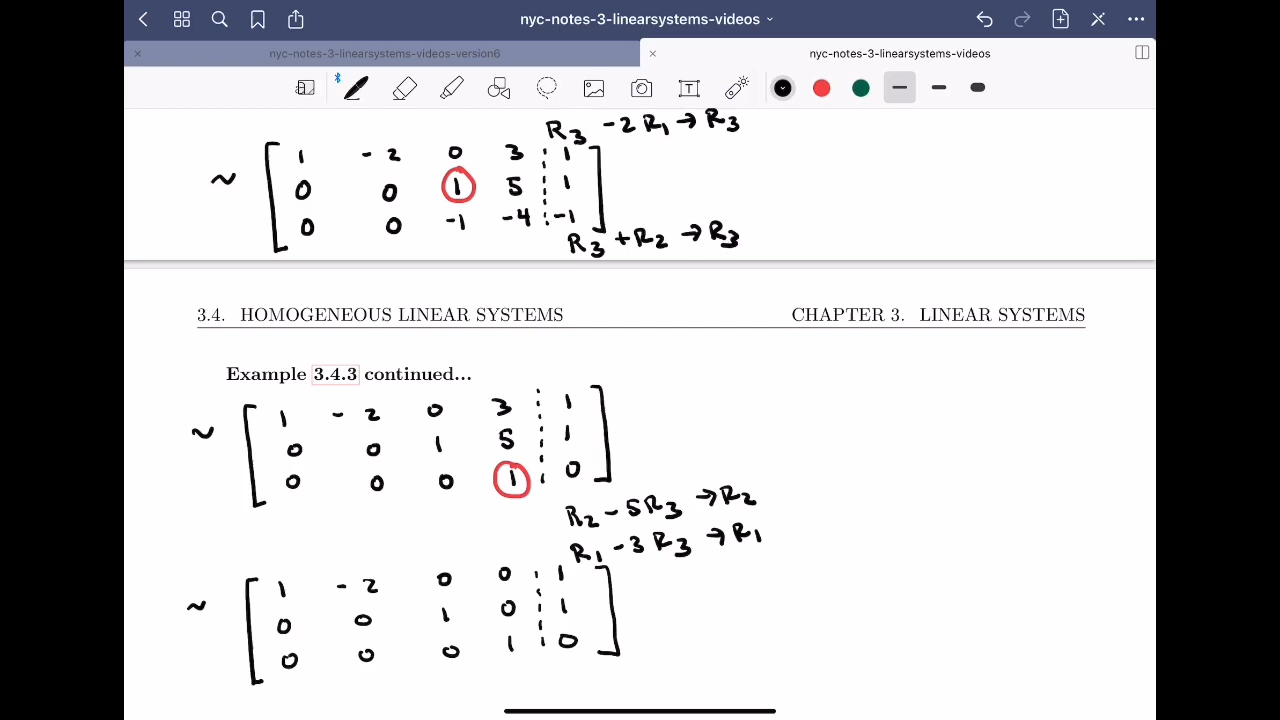 nyc-notes-3-linearsystems-videos
nyc-notes-3-linearsystems-videos-version6
nyc-notes-3-linearsystems-videos
T
R₃ -2R₁ → R₃
~ [ 1 -2 0 3 ⋮ 1 ]
0 0 1 5 ⋮ 1
0 0 -1 -4 ⋮ -1
R₃ + R₂ → R₃
3.4. HOMOGENEOUS LINEAR SYSTEMS CHAPTER 3. LINEAR SYSTEMS
Example 3.4.3 continued...
~ [ 1 -2 0 3 ⋮ 1 ]
0 0 1 5 ⋮ 1
0 0 0 1 ⋮ 0
R₂ - 5R₃ → R₂
R₁ - 3R₃ → R₁
~ [ 1 -2 0 0 ⋮ 1 ]
0 0 1 0 ⋮ 1
0 0 0 1 ⋮ 0